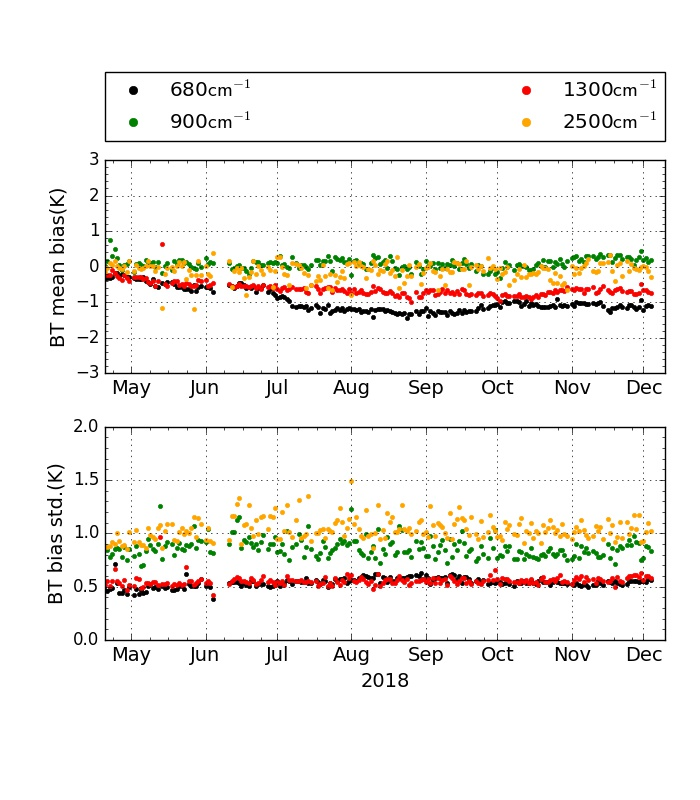 680cm⁻¹ 1300cm⁻¹
900cm⁻¹ 2500cm⁻¹
BT mean bias(K)
3
2
1
0
−1
−2
−3
May Jun Jul Aug Sep Oct Nov Dec
BT bias std.(K)
2.0
1.5
1.0
0.5
0.0
May Jun Jul Aug Sep Oct Nov Dec
2018